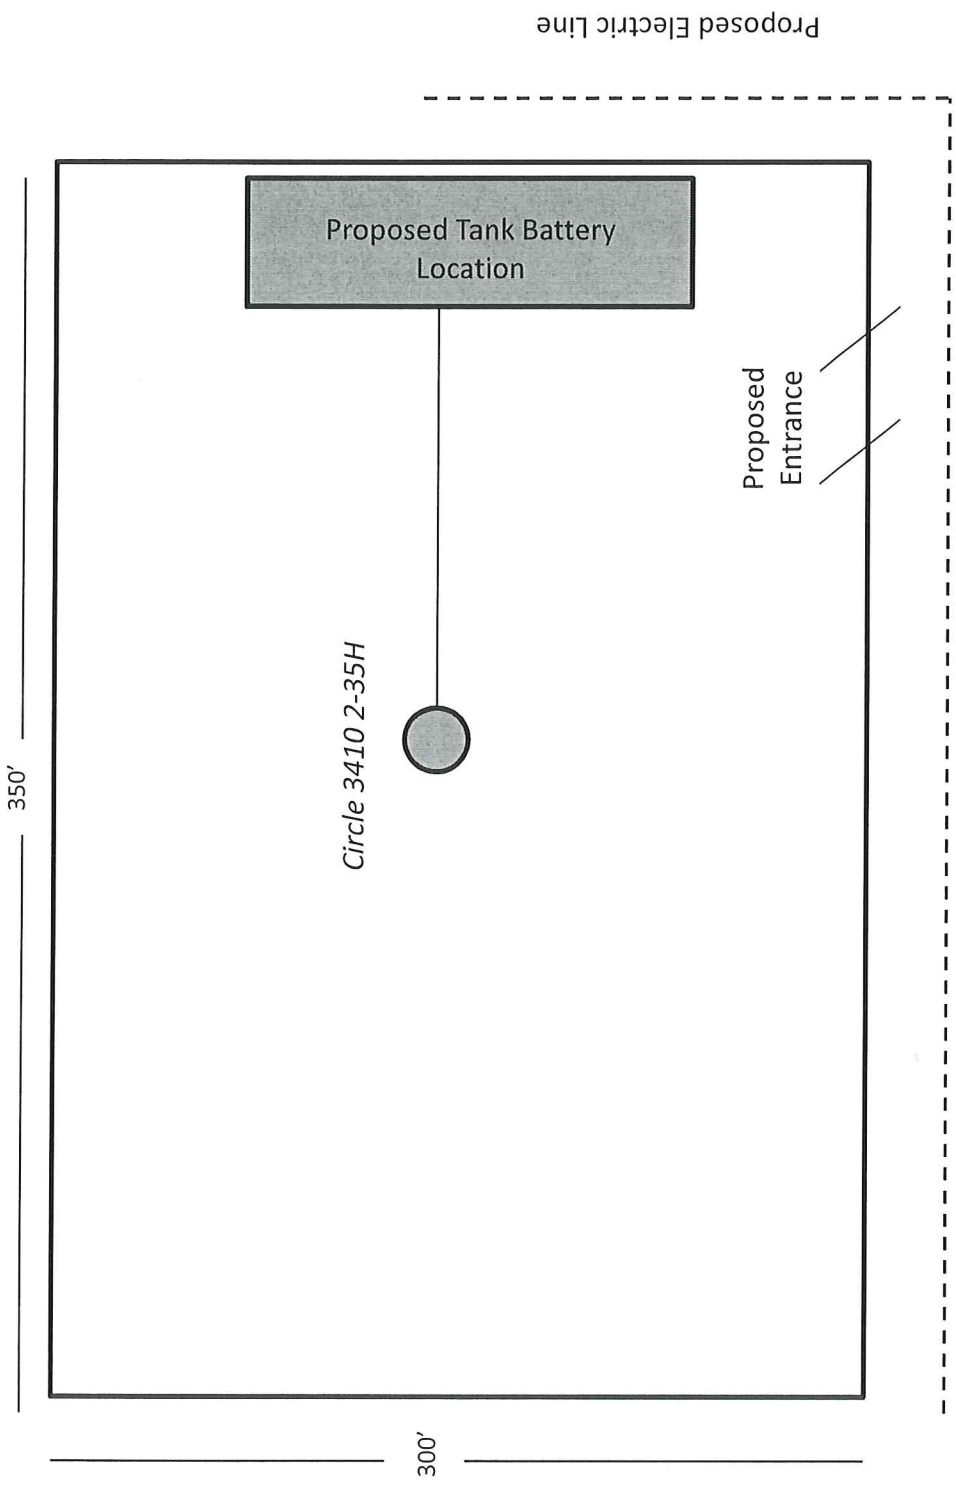 Proposed Electric Line
Proposed Tank Battery
Location
Proposed
Entrance
Circle 3410 2-35H
350'
300'